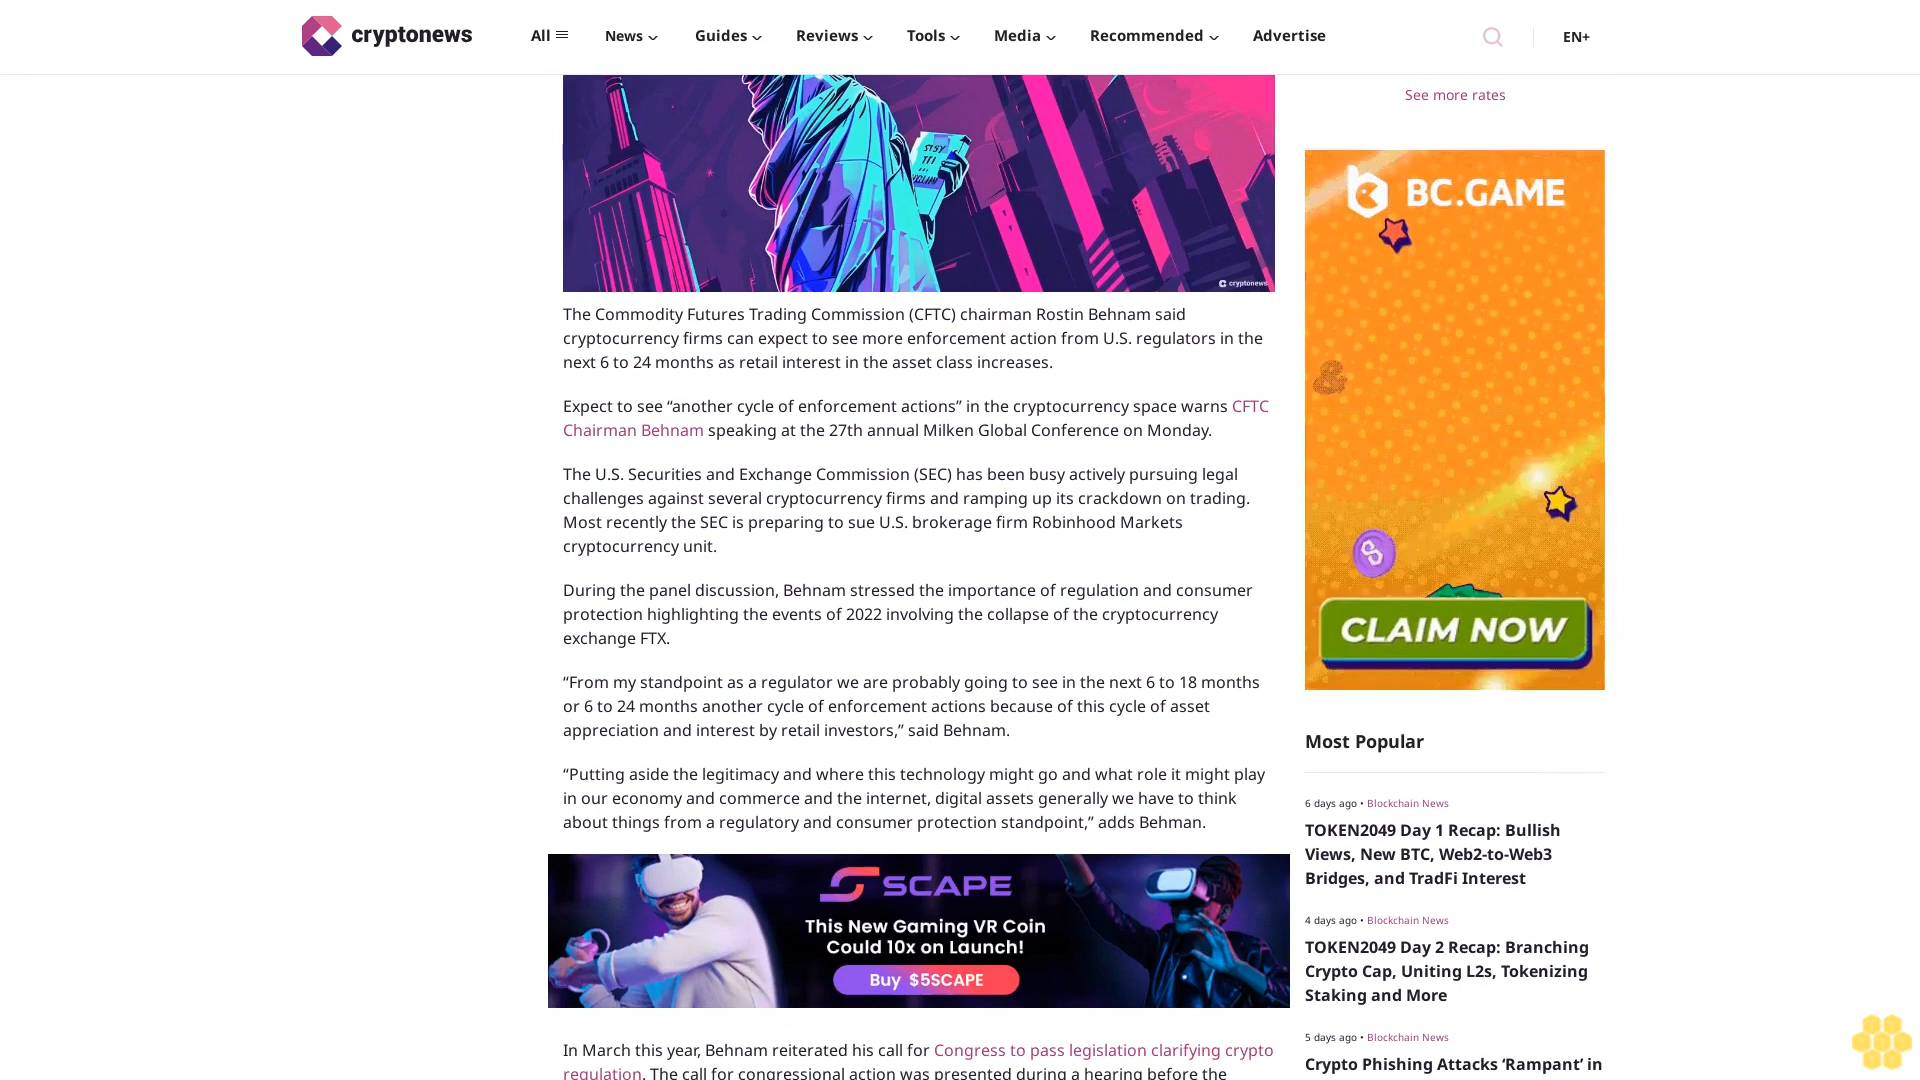 cryptonews
All
News
Guides
Reviews
Tools
Media
Recommended
Advertise
EN+
See more rates
cryptonews
The Commodity Futures Trading Commission (CFTC) chairman Rostin Behnam said
cryptocurrency firms can expect to see more enforcement action from U.S. regulators in the
next 6 to 24 months as retail interest in the asset class increases.
Expect to see “another cycle of enforcement actions” in the cryptocurrency space warns CFTC
Chairman Behnam speaking at the 27th annual Milken Global Conference on Monday.
The U.S. Securities and Exchange Commission (SEC) has been busy actively pursuing legal
challenges against several cryptocurrency firms and ramping up its crackdown on trading.
Most recently the SEC is preparing to sue U.S. brokerage firm Robinhood Markets
cryptocurrency unit.
During the panel discussion, Behnam stressed the importance of regulation and consumer
protection highlighting the events of 2022 involving the collapse of the cryptocurrency
exchange FTX.
“From my standpoint as a regulator we are probably going to see in the next 6 to 18 months
or 6 to 24 months another cycle of enforcement actions because of this cycle of asset
appreciation and interest by retail investors,” said Behnam.
“Putting aside the legitimacy and where this technology might go and what role it might play
in our economy and commerce and the internet, digital assets generally we have to think
about things from a regulatory and consumer protection standpoint,” adds Behman.
SCAPE
This New Gaming VR Coin
Could 10x on Launch!
Buy $5SCAPE
In March this year, Behnam reiterated his call for Congress to pass legislation clarifying crypto
regulation. The call for congressional action was presented during a hearing before the
BC.GAME
CLAIM NOW
Most Popular
6 days ago • Blockchain News
TOKEN2049 Day 1 Recap: Bullish
Views, New BTC, Web2-to-Web3
Bridges, and TradFi Interest
4 days ago • Blockchain News
TOKEN2049 Day 2 Recap: Branching
Crypto Cap, Uniting L2s, Tokenizing
Staking and More
5 days ago • Blockchain News
Crypto Phishing Attacks ‘Rampant’ in